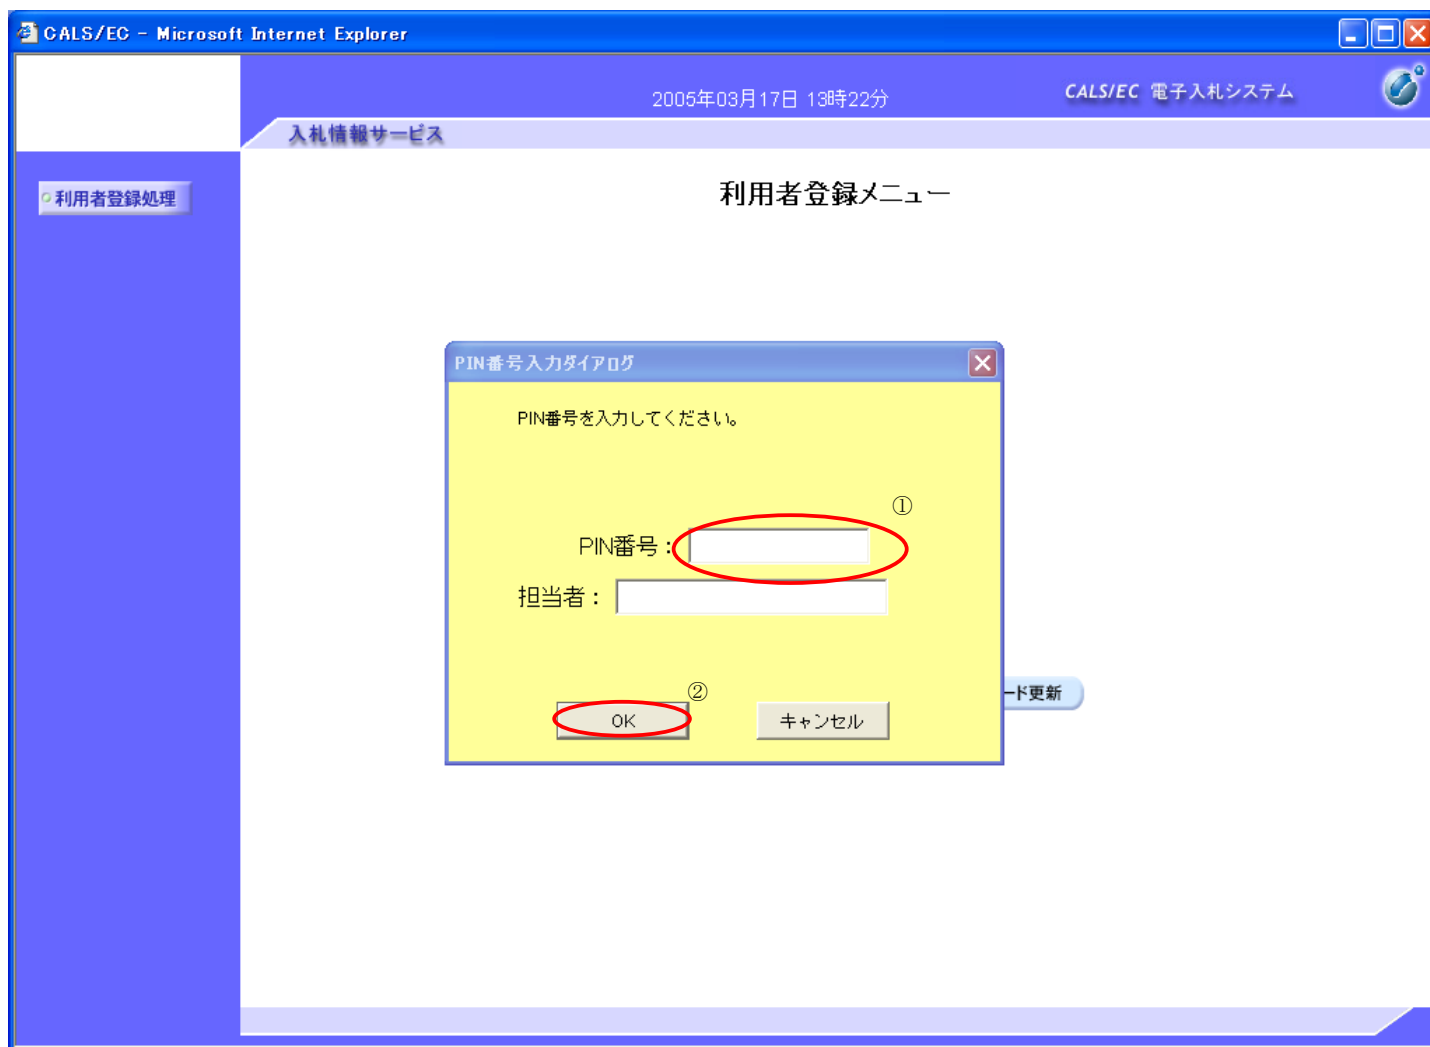 CALS/EC - Microsoft Internet Explorer
2005年03月17日 13時22分
CALS/EC 電子入札システム
入札情報サービス
利用者登録処理
利用者登録メニュー
PIN番号入力ダイアログ
PIN番号を入力してください。
①
PIN番号：
担当者：
②
OK
キャンセル
ード更新